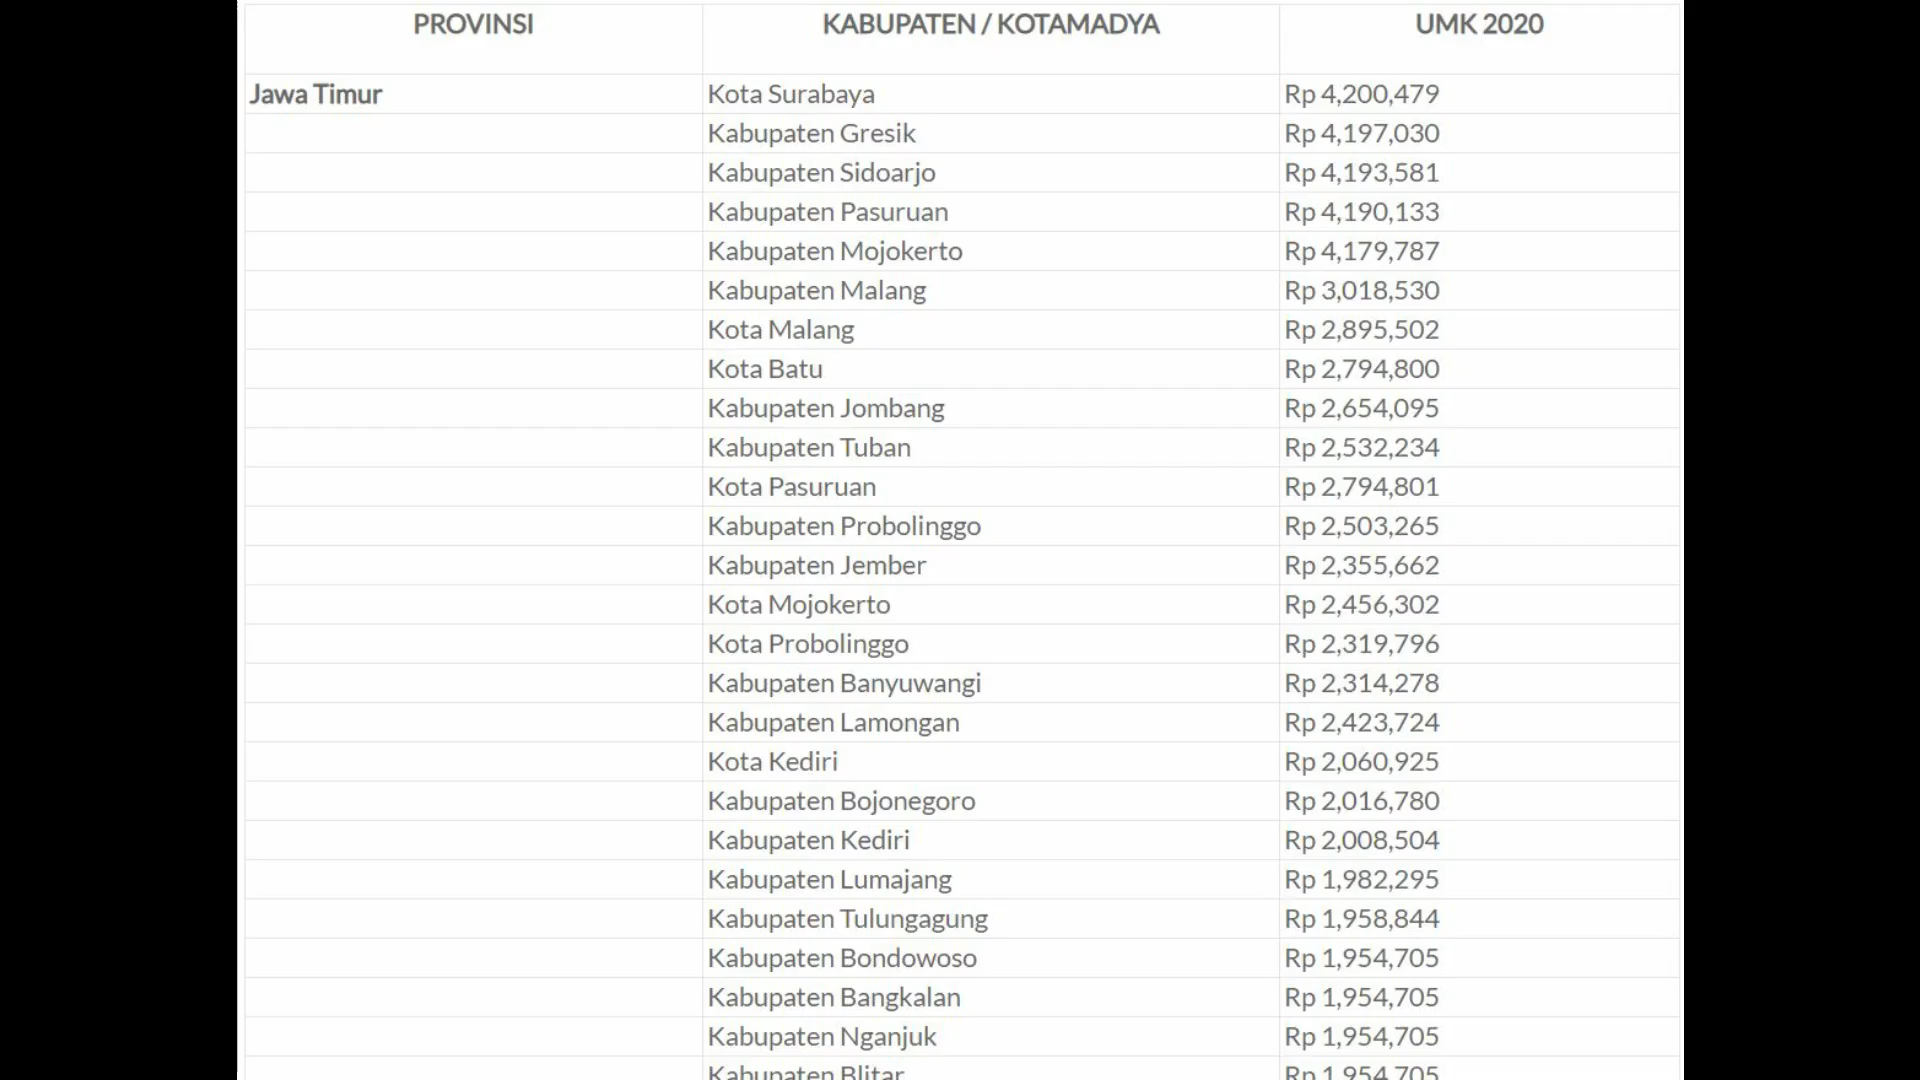 PROVINSI KABUPATEN / KOTAMADYA UMK 2020
Jawa Timur Kota Surabaya Rp 4,200,479
Kabupaten Gresik Rp 4,197,030
Kabupaten Sidoarjo Rp 4,193,581
Kabupaten Pasuruan Rp 4,190,133
Kabupaten Mojokerto Rp 4,179,787
Kabupaten Malang Rp 3,018,530
Kota Malang Rp 2,895,502
Kota Batu Rp 2,794,800
Kabupaten Jombang Rp 2,654,095
Kabupaten Tuban Rp 2,532,234
Kota Pasuruan Rp 2,794,801
Kabupaten Probolinggo Rp 2,503,265
Kabupaten Jember Rp 2,355,662
Kota Mojokerto Rp 2,456,302
Kota Probolinggo Rp 2,319,796
Kabupaten Banyuwangi Rp 2,314,278
Kabupaten Lamongan Rp 2,423,724
Kota Kediri Rp 2,060,925
Kabupaten Bojonegoro Rp 2,016,780
Kabupaten Kediri Rp 2,008,504
Kabupaten Lumajang Rp 1,982,295
Kabupaten Tulungagung Rp 1,958,844
Kabupaten Bondowoso Rp 1,954,705
Kabupaten Bangkalan Rp 1,954,705
Kabupaten Nganjuk Rp 1,954,705
Kabupaten Blitar Rp 1,954,705